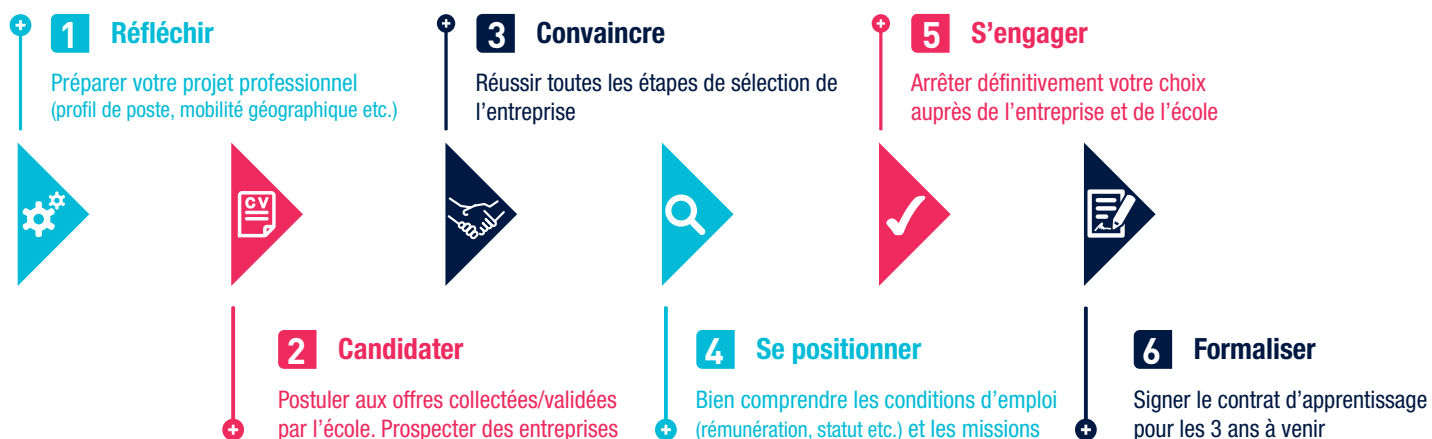 1 Réfléchir
Préparer votre projet professionnel
(profil de poste, mobilité géographique etc.)
CV
2 Candidater
Postuler aux offres collectées/validées
par l’école. Prospecter des entreprises
3 Convaincre
Réussir toutes les étapes de sélection de
l’entreprise
4 Se positionner
Bien comprendre les conditions d’emploi
(rémunération, statut etc.) et les missions
5 S’engager
Arrêter définitivement votre choix
auprès de l’entreprise et de l’école
6 Formaliser
Signer le contrat d’apprentissage
pour les 3 ans à venir